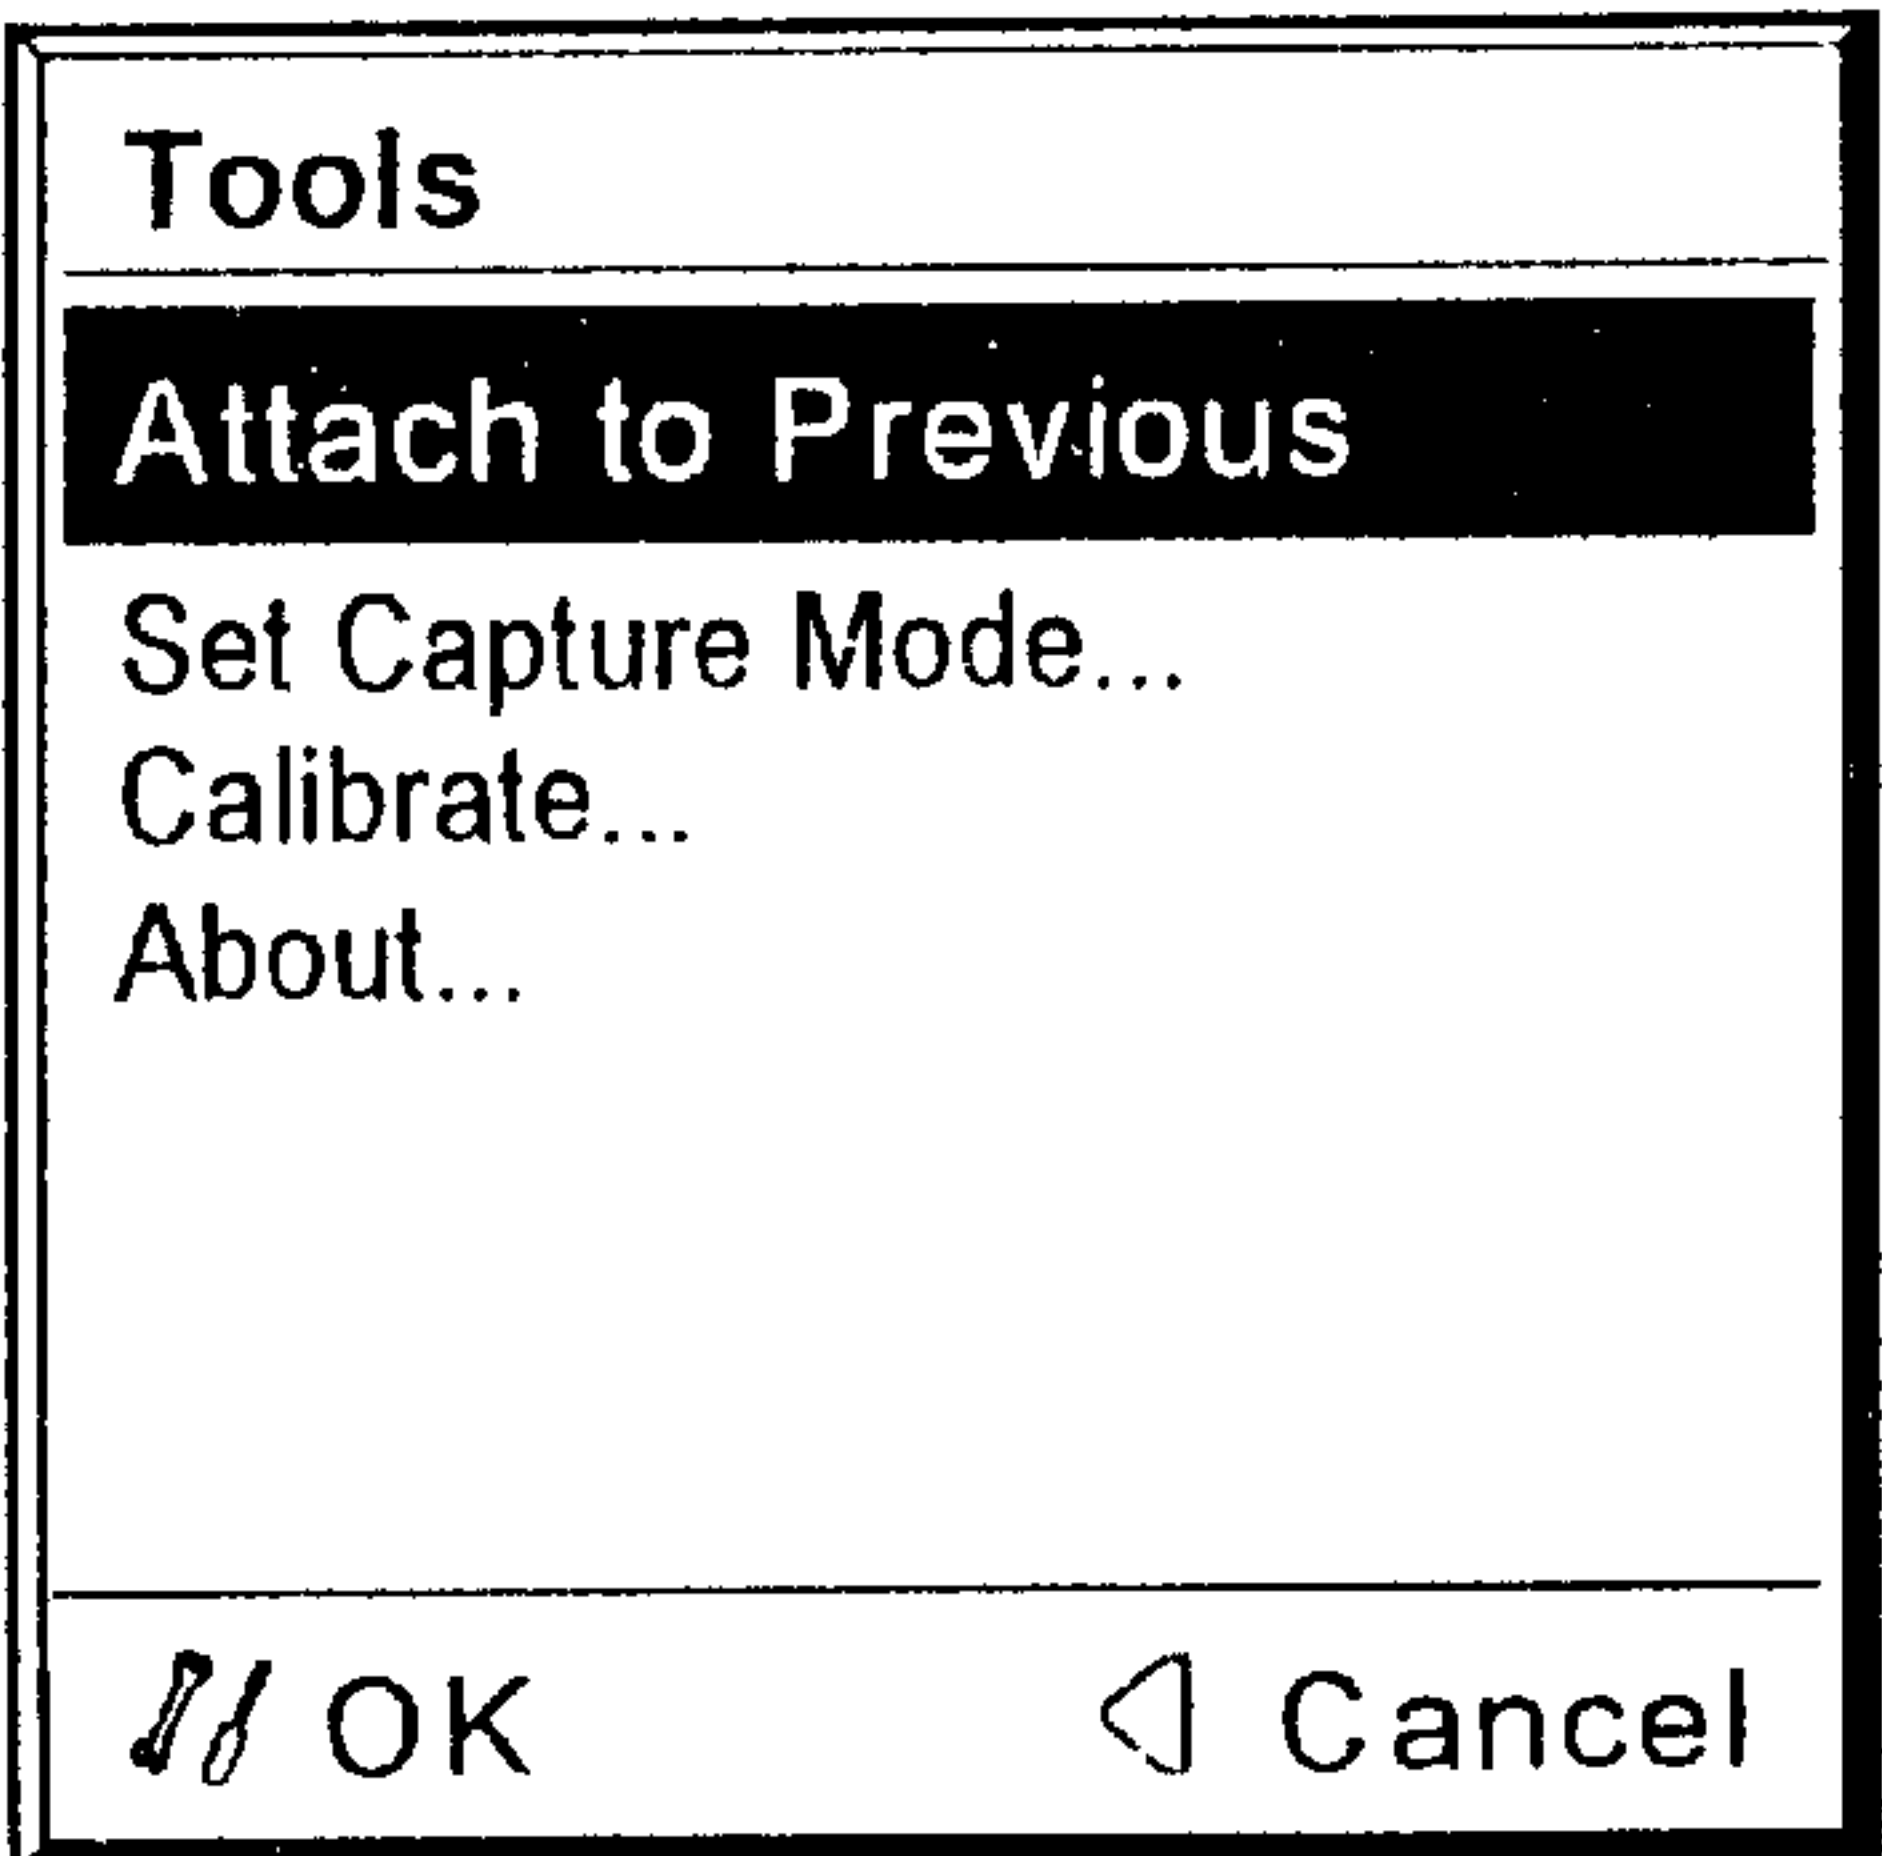 Tools
Attach to Previous
Set Capture Mode...
Calibrate...
About...
OK Cancel